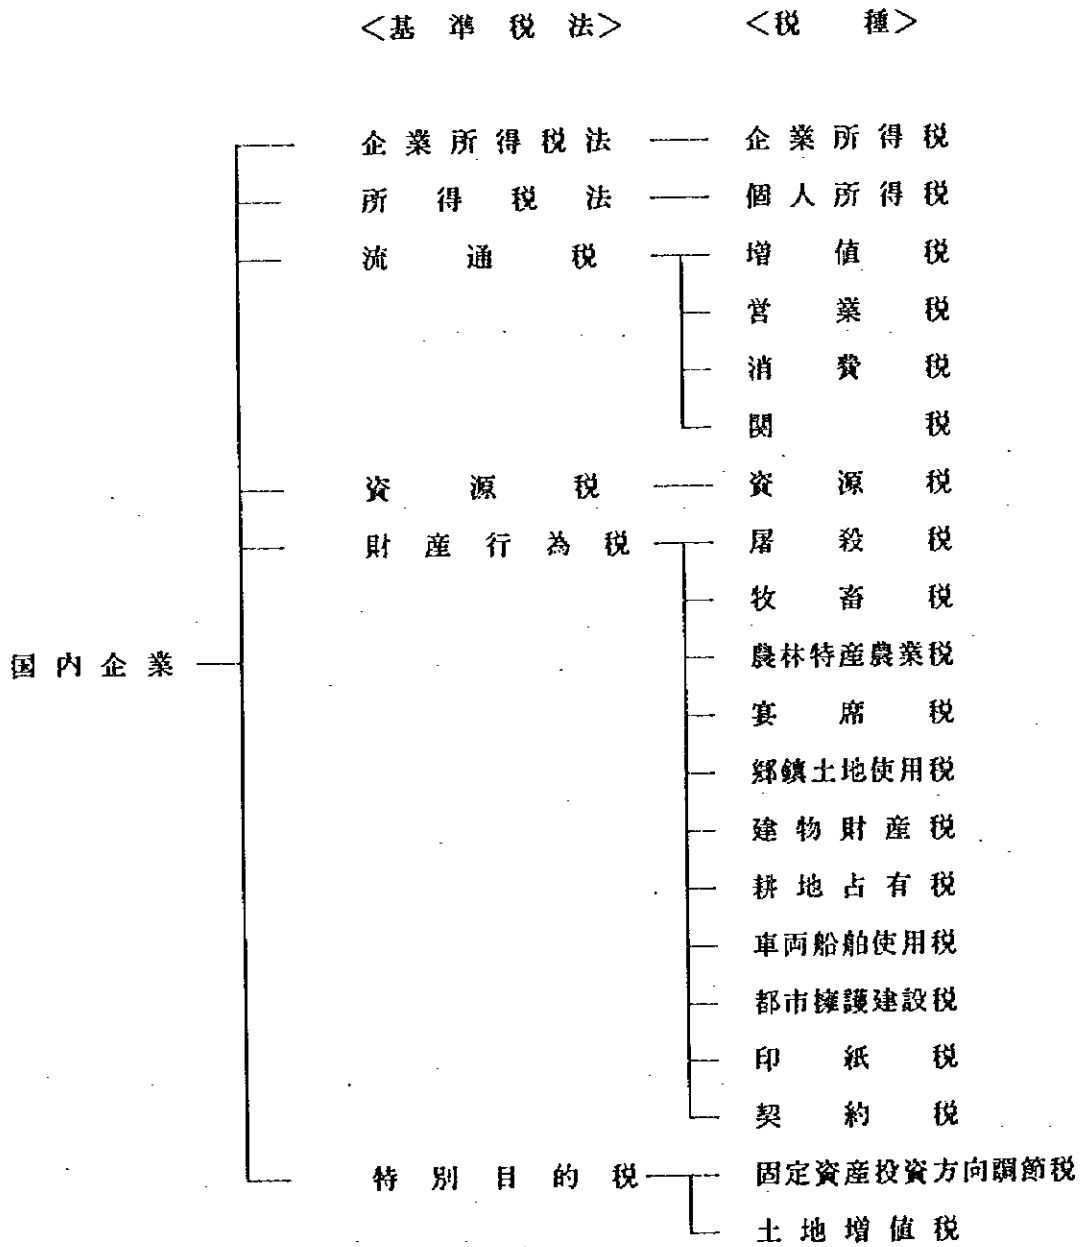 <基準税法> <税種>
企業所得税法 企業所得税
所得税法 個人所得税
流通税 増値税
営業税
消費税
関税
資源税 資源税
財産行為税 屠殺税
牧畜税
農林特産農業税
国内企業
宴席税
郷鎮土地使用税
建物財産税
耕地占有税
車両船舶使用税
都市擁護建設税
印紙税
契約税
特別目的税 固定資産投資方向調節税
土地増値税